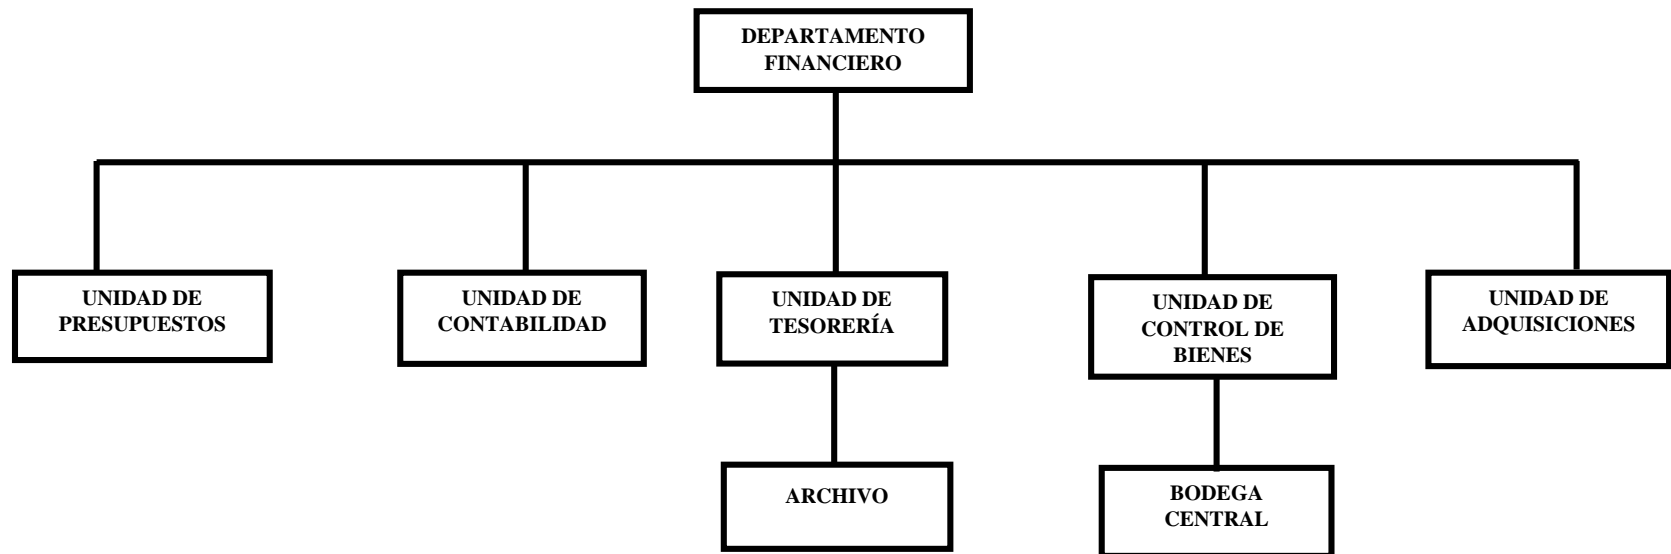 DEPARTAMENTO
FINANCIERO
UNIDAD DE
PRESUPUESTOS
UNIDAD DE
CONTABILIDAD
UNIDAD DE
TESORERÍA
UNIDAD DE
CONTROL DE
BIENES
UNIDAD DE
ADQUISICIONES
ARCHIVO
BODEGA
CENTRAL